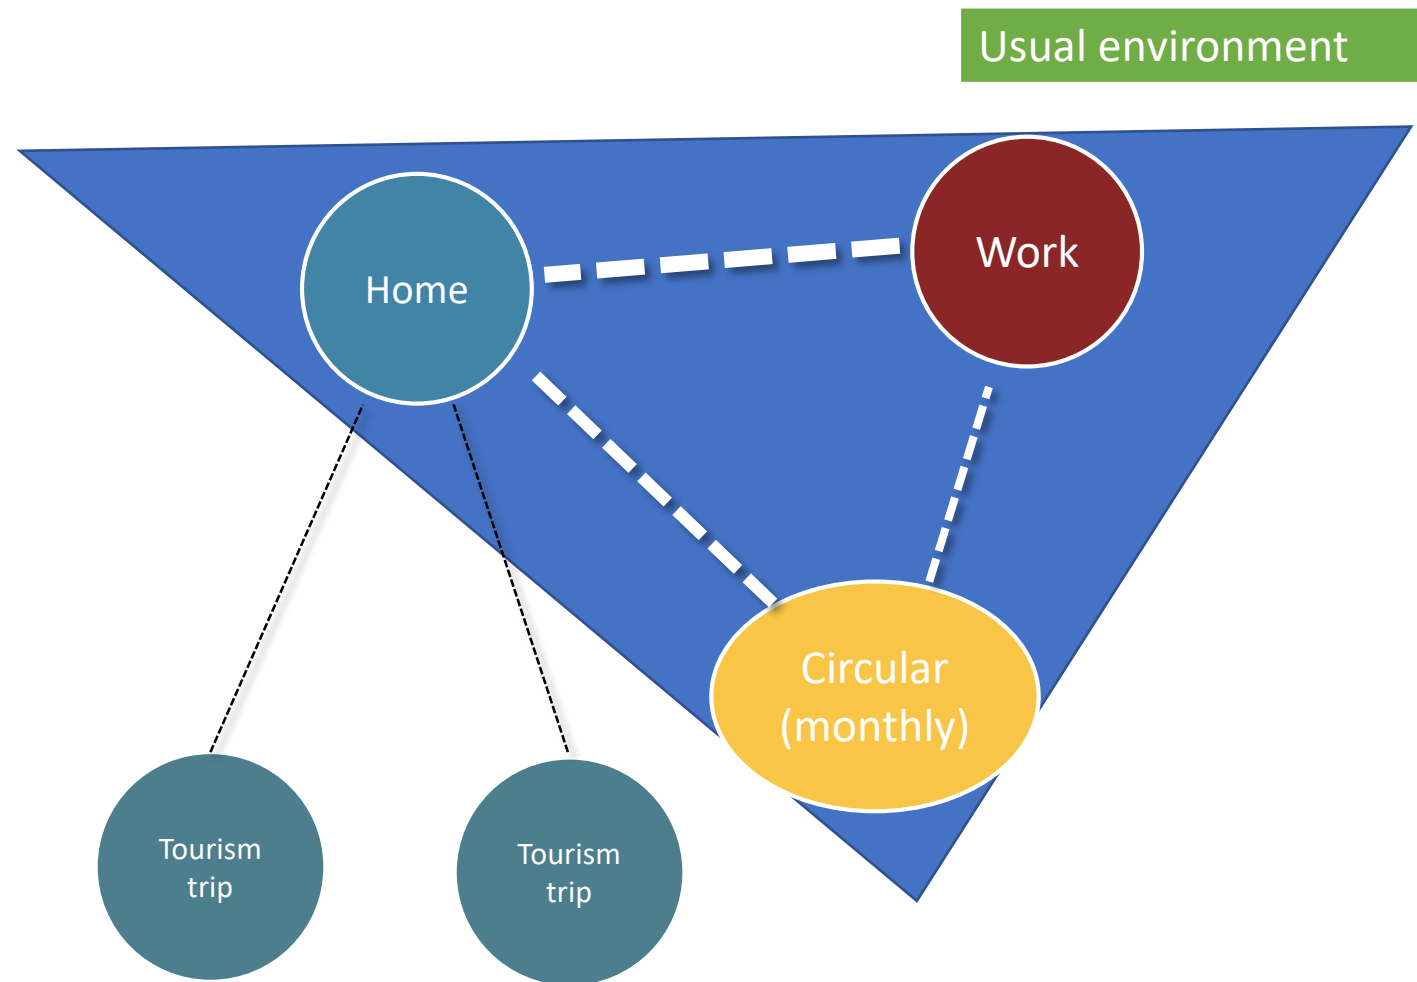 Usual environment
Home
Work
Circular
(monthly)
Tourism
trip
Tourism
trip